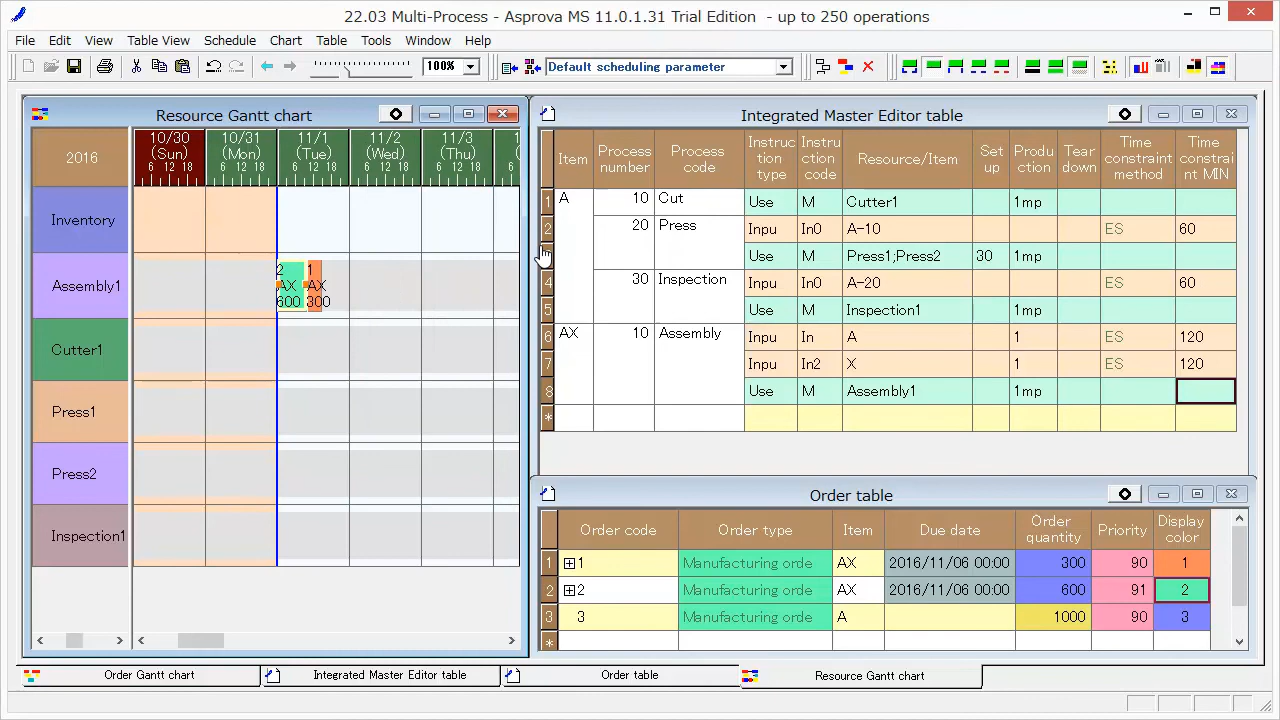 22.03 Multi-Process - Asprova MS 11.0.1.31 Trial Edition - up to 250 operations
File Edit View Table View Schedule Chart Table Tools Window Help
100% Default scheduling parameter
Resource Gantt chart
2016
10/30 (Sun) 10/31 (Mon) 11/1 (Tue) 11/2 (Wed) 11/3 (Thu)
6 12 18 6 12 18 6 12 18 6 12 18 6 12 18
Inventory
Assembly1
2 AX 600
1 AX 300
Cutter1
Press1
Press2
Inspection1
Integrated Master Editor table
Item Process number Process code Instruction type Instruction code Resource/Item Set up Production Tear down Time constraint method Time constraint MIN
1 A 10 Cut Use M Cutter1 1mp
2 20 Press Inpu In0 A-10 ES 60
Use M Press1;Press2 30 1mp
4 30 Inspection Inpu In0 A-20 ES 60
5 Use M Inspection1 1mp
6 AX 10 Assembly Inpu In A 1 ES 120
7 Inpu In2 X 1 ES 120
8 Use M Assembly1 1mp
*
Order table
Order code Order type Item Due date Order quantity Priority Display color
1 1 Manufacturing orde AX 2016/11/06 00:00 300 90 1
2 2 Manufacturing orde AX 2016/11/06 00:00 600 91 2
3 3 Manufacturing orde A 1000 90 3
*
Order Gantt chart Integrated Master Editor table Order table Resource Gantt chart